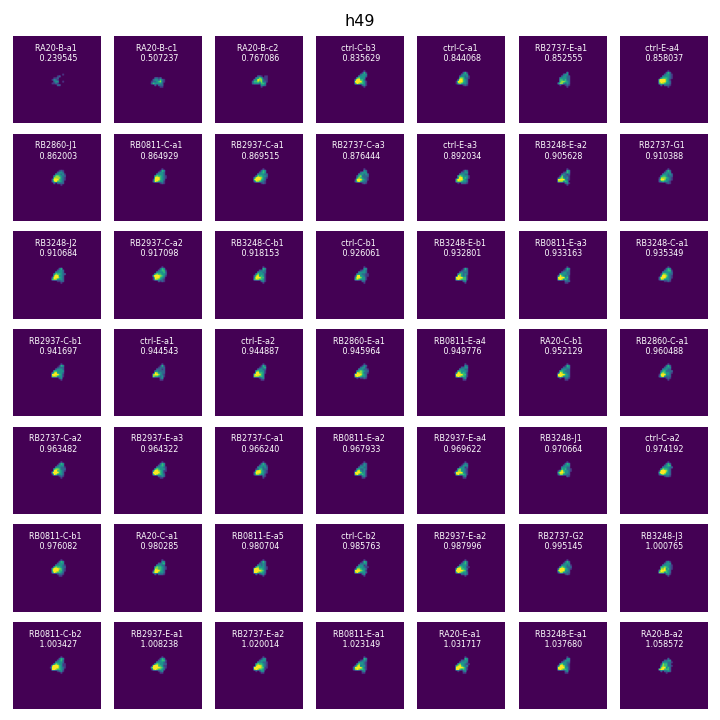 h49
RA20-B-a1
0.239545
RA20-B-c1
0.507237
RA20-B-c2
0.767086
ctrl-C-b3
0.835629
ctrl-C-a1
0.844068
RB2737-E-a1
0.852555
ctrl-E-a4
0.858037
RB2860-J1
0.862003
RB0811-C-a1
0.864929
RB2937-C-a1
0.869515
RB2737-C-a3
0.876444
ctrl-E-a3
0.892034
RB3248-E-a2
0.905628
RB2737-G1
0.910388
RB3248-J2
0.910684
RB2937-C-a2
0.917098
RB3248-C-b1
0.918153
ctrl-C-b1
0.926061
RB3248-E-b1
0.932801
RB0811-E-a3
0.933163
RB3248-C-a1
0.935349
RB2937-C-b1
0.941697
ctrl-E-a1
0.944543
ctrl-E-a2
0.944887
RB2860-E-a1
0.945964
RB0811-E-a4
0.949776
RA20-C-b1
0.952129
RB2860-C-a1
0.960488
RB2737-C-a2
0.963482
RB2937-E-a3
0.964322
RB2737-C-a1
0.966240
RB0811-E-a2
0.967933
RB2937-E-a4
0.969622
RB3248-J1
0.970664
ctrl-C-a2
0.974192
RB0811-C-b1
0.976082
RA20-C-a1
0.980285
RB0811-E-a5
0.980704
ctrl-C-b2
0.985763
RB2937-E-a2
0.987996
RB2737-G2
0.995145
RB3248-J3
1.000765
RB0811-C-b2
1.003427
RB2937-E-a1
1.008238
RB2737-E-a2
1.020014
RB0811-E-a1
1.023149
RA20-E-a1
1.031717
RB3248-E-a1
1.037680
RA20-B-a2
1.058572